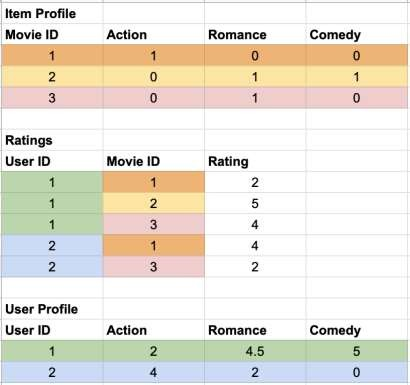 Item Profile
Movie ID Action Romance Comedy
1 1 0 0
2 0 1 1
3 0 1 0
Ratings
User ID Movie ID Rating
1 1 2
1 2 5
1 3 4
2 1 4
2 3 2
User Profile
User ID Action Romance Comedy
1 2 4.5 5
2 4 2 0